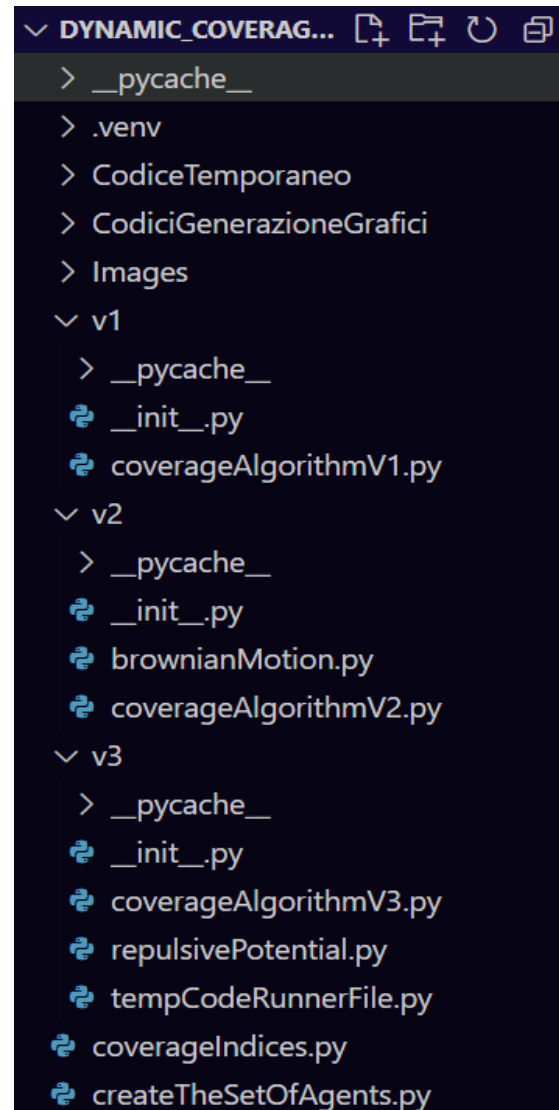 DYNAMIC_COVERAG...
__pycache__
.venv
CodiceTemporaneo
CodiciGenerazioneGrafici
Images
v1
__pycache__
__init__.py
coverageAlgorithmV1.py
v2
__pycache__
__init__.py
brownianMotion.py
coverageAlgorithmV2.py
v3
__pycache__
__init__.py
coverageAlgorithmV3.py
repulsivePotential.py
tempCodeRunnerFile.py
coverageIndices.py
createTheSetOfAgents.py